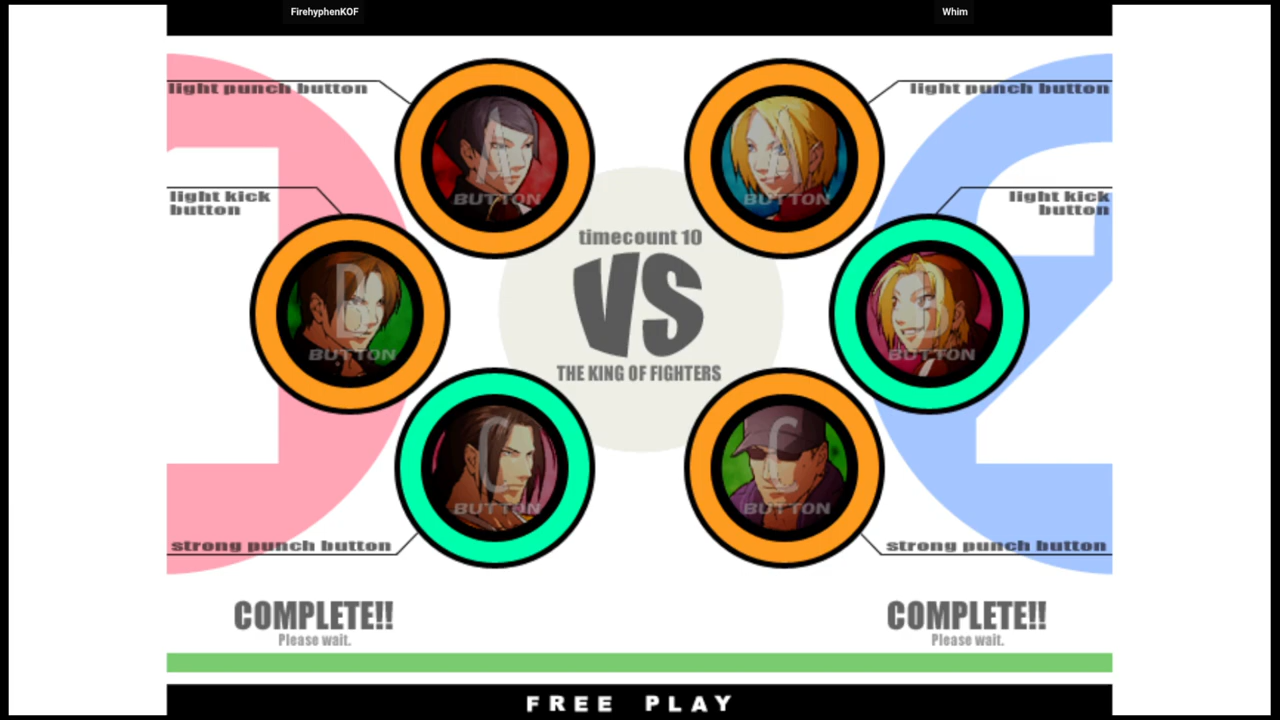 FirehyphenKOF
Whim
light punch button
light punch button
A
BUTTON
A
BUTTON
light kick
button
light kick
button
timecount 10
VS
THE KING OF FIGHTERS
B
BUTTON
B
BUTTON
C
BUTTON
C
BUTTON
strong punch button
strong punch button
COMPLETE!!
Please wait.
COMPLETE!!
Please wait.
FREE PLAY